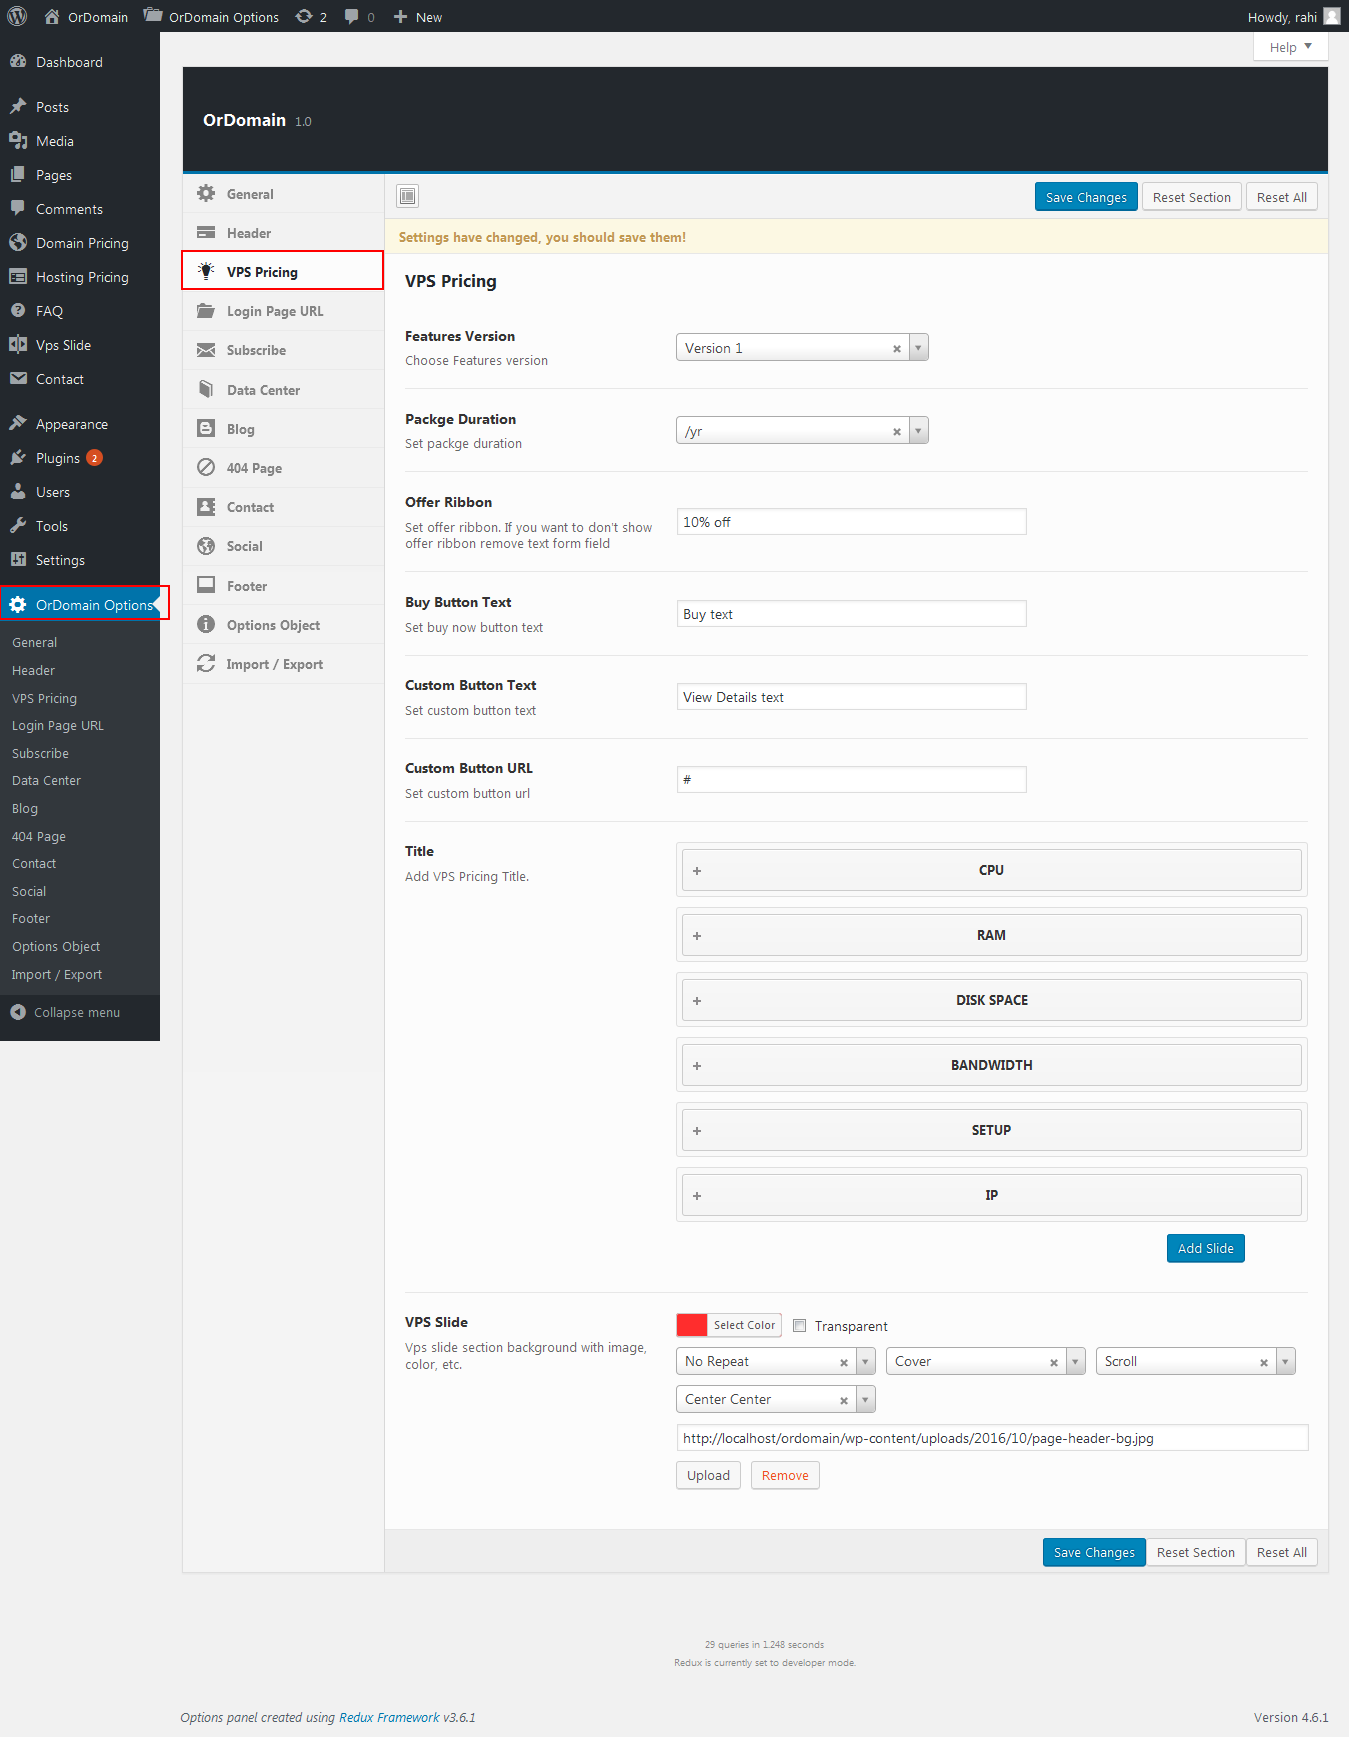 OrDomain
OrDomain Options
2
0
New
Howdy, rahi
Help
Dashboard
Posts
Media
Pages
Comments
Domain Pricing
Hosting Pricing
FAQ
Vps Slide
Contact
Appearance
Plugins 2
Users
Tools
Settings
OrDomain Options
General
Header
VPS Pricing
Login Page URL
Subscribe
Data Center
Blog
404 Page
Contact
Social
Footer
Options Object
Import / Export
Collapse menu
OrDomain 1.0
General
Header
VPS Pricing
Login Page URL
Subscribe
Data Center
Blog
404 Page
Contact
Social
Footer
Options Object
Import / Export
Save Changes
Reset Section
Reset All
Settings have changed, you should save them!
VPS Pricing
Features Version
Choose Features version
Version 1
Packge Duration
Set packge duration
/yr
Offer Ribbon
Set offer ribbon. If you want to don't show
offer ribbon remove text form field
10% off
Buy Button Text
Set buy now button text
Buy text
Custom Button Text
Set custom button text
View Details text
Custom Button URL
Set custom button url
#
Title
Add VPS Pricing Title.
CPU
RAM
DISK SPACE
BANDWIDTH
SETUP
IP
Add Slide
VPS Slide
Vps slide section background with image,
color, etc.
Select Color
Transparent
No Repeat
Cover
Scroll
Center Center
http://localhost/ordomain/wp-content/uploads/2016/10/page-header-bg.jpg
Upload
Remove
Save Changes
Reset Section
Reset All
29 queries in 1.248 seconds
Redux is currently set to developer mode.
Options panel created using Redux Framework v3.6.1
Version 4.6.1